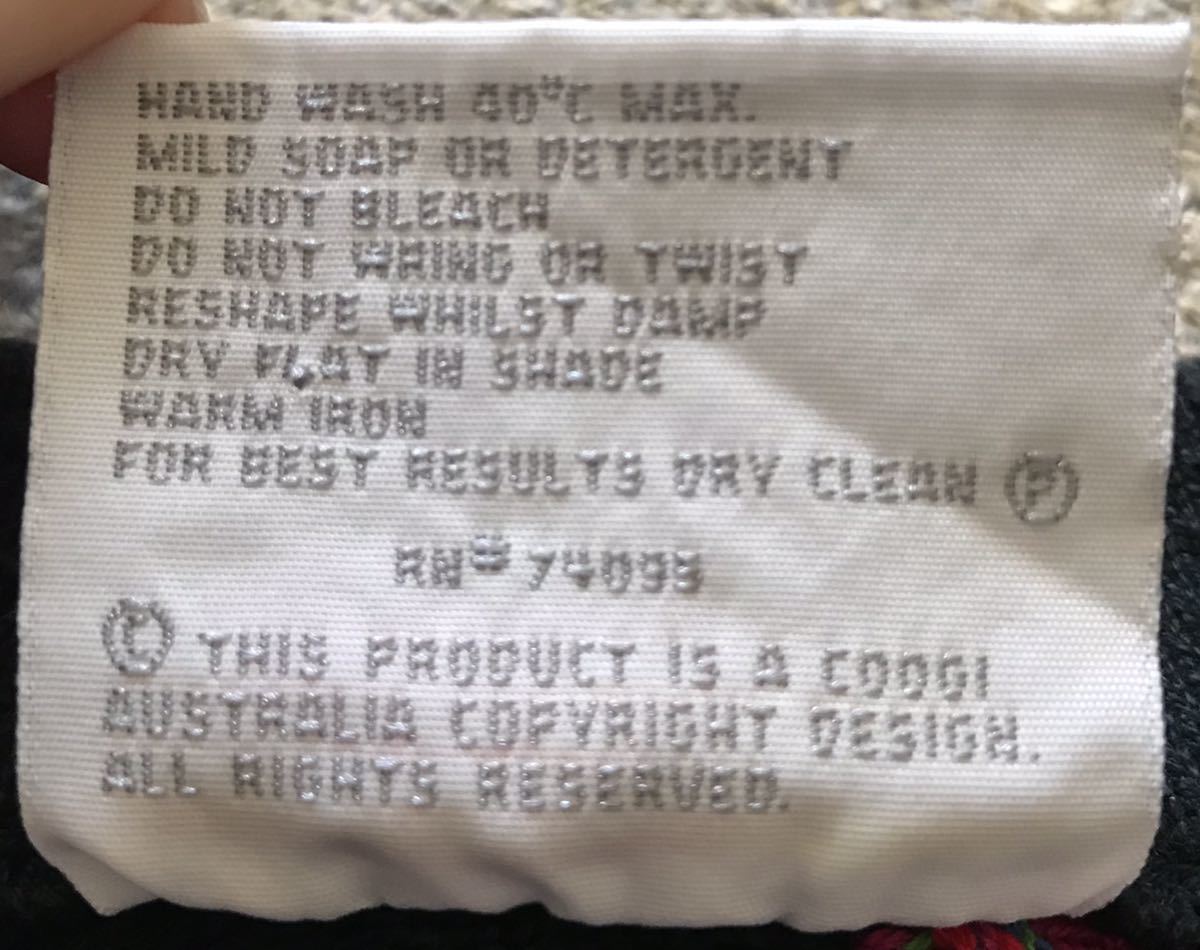 HAND WASH 40°C MAX.
MILD SOAP OR DETERGENT
DO NOT BLEACH
DO NOT WRING OR TWIST
RESHAPE WHILST DAMP
DRY FLAT IN SHADE
WARM IRON
FOR BEST RESULTS DRY CLEAN Ⓟ
RN# 74098
© THIS PRODUCT IS A COOGI
AUSTRALIA COPYRIGHT DESIGN.
ALL RIGHTS RESERVED.